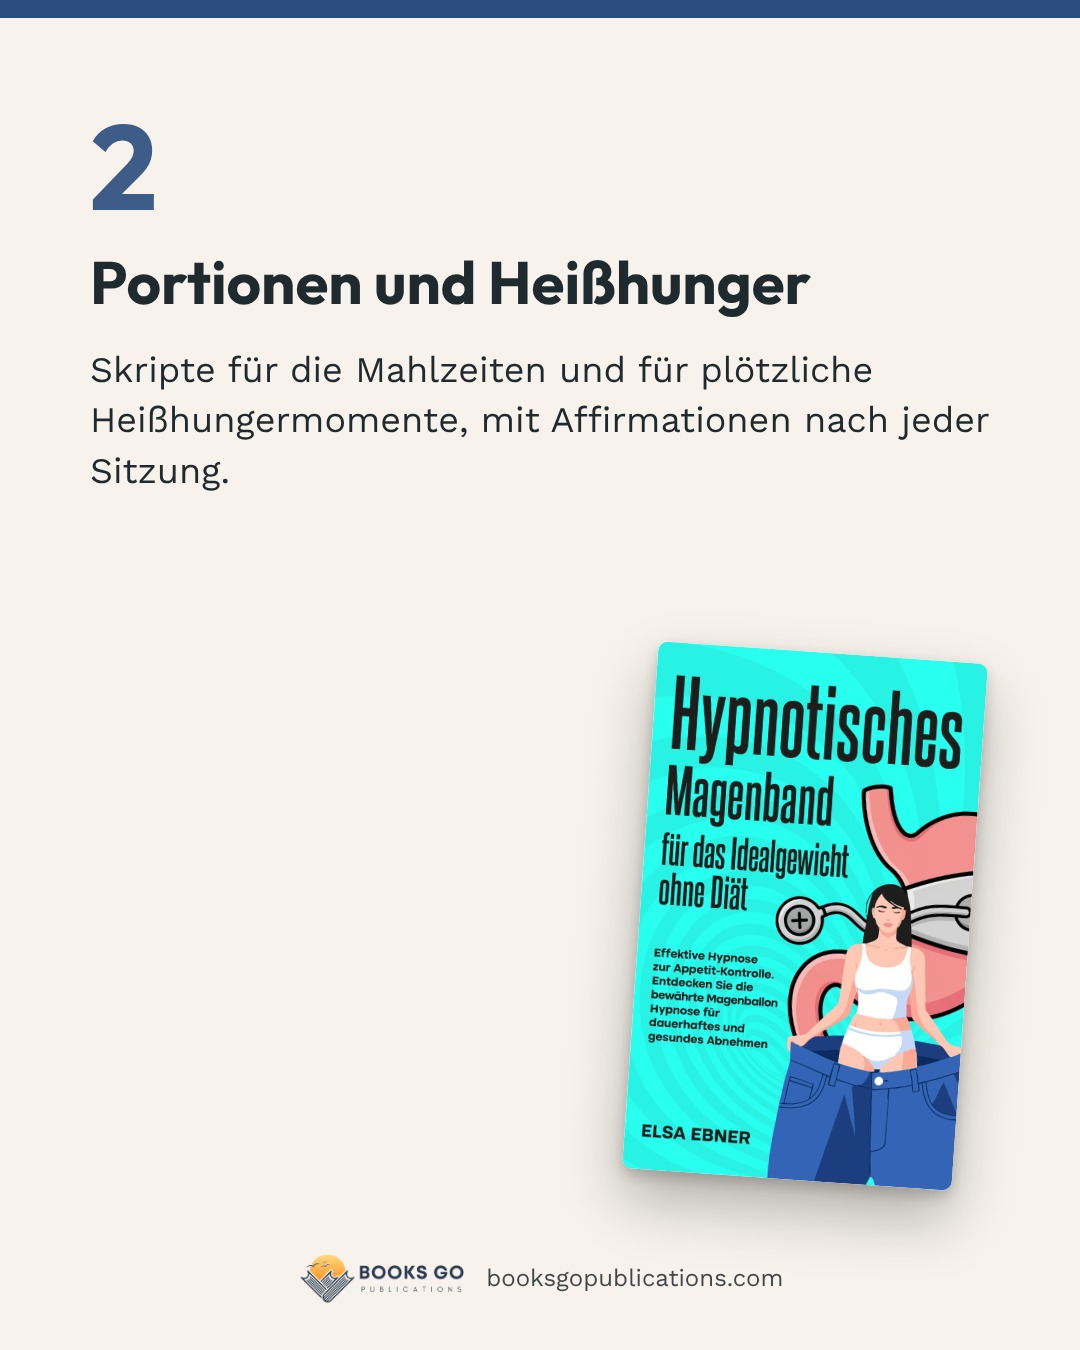 2
Portionen und Heißhunger
Skripte für die Mahlzeiten und für plötzliche
Heißhungermomente, mit Affirmationen nach jeder
Sitzung.
Hypnotisches
Magenband
für das Idealgewicht
ohne Diät
Effektive Hypnose
zur Appetit-Kontrolle.
Entdecken Sie die
bewährte Magenballon
Hypnose für
dauerhaftes und
gesundes Abnehmen
ELSA EBNER
BOOKS GO
PUBLICATIONS
booksgopublications.com